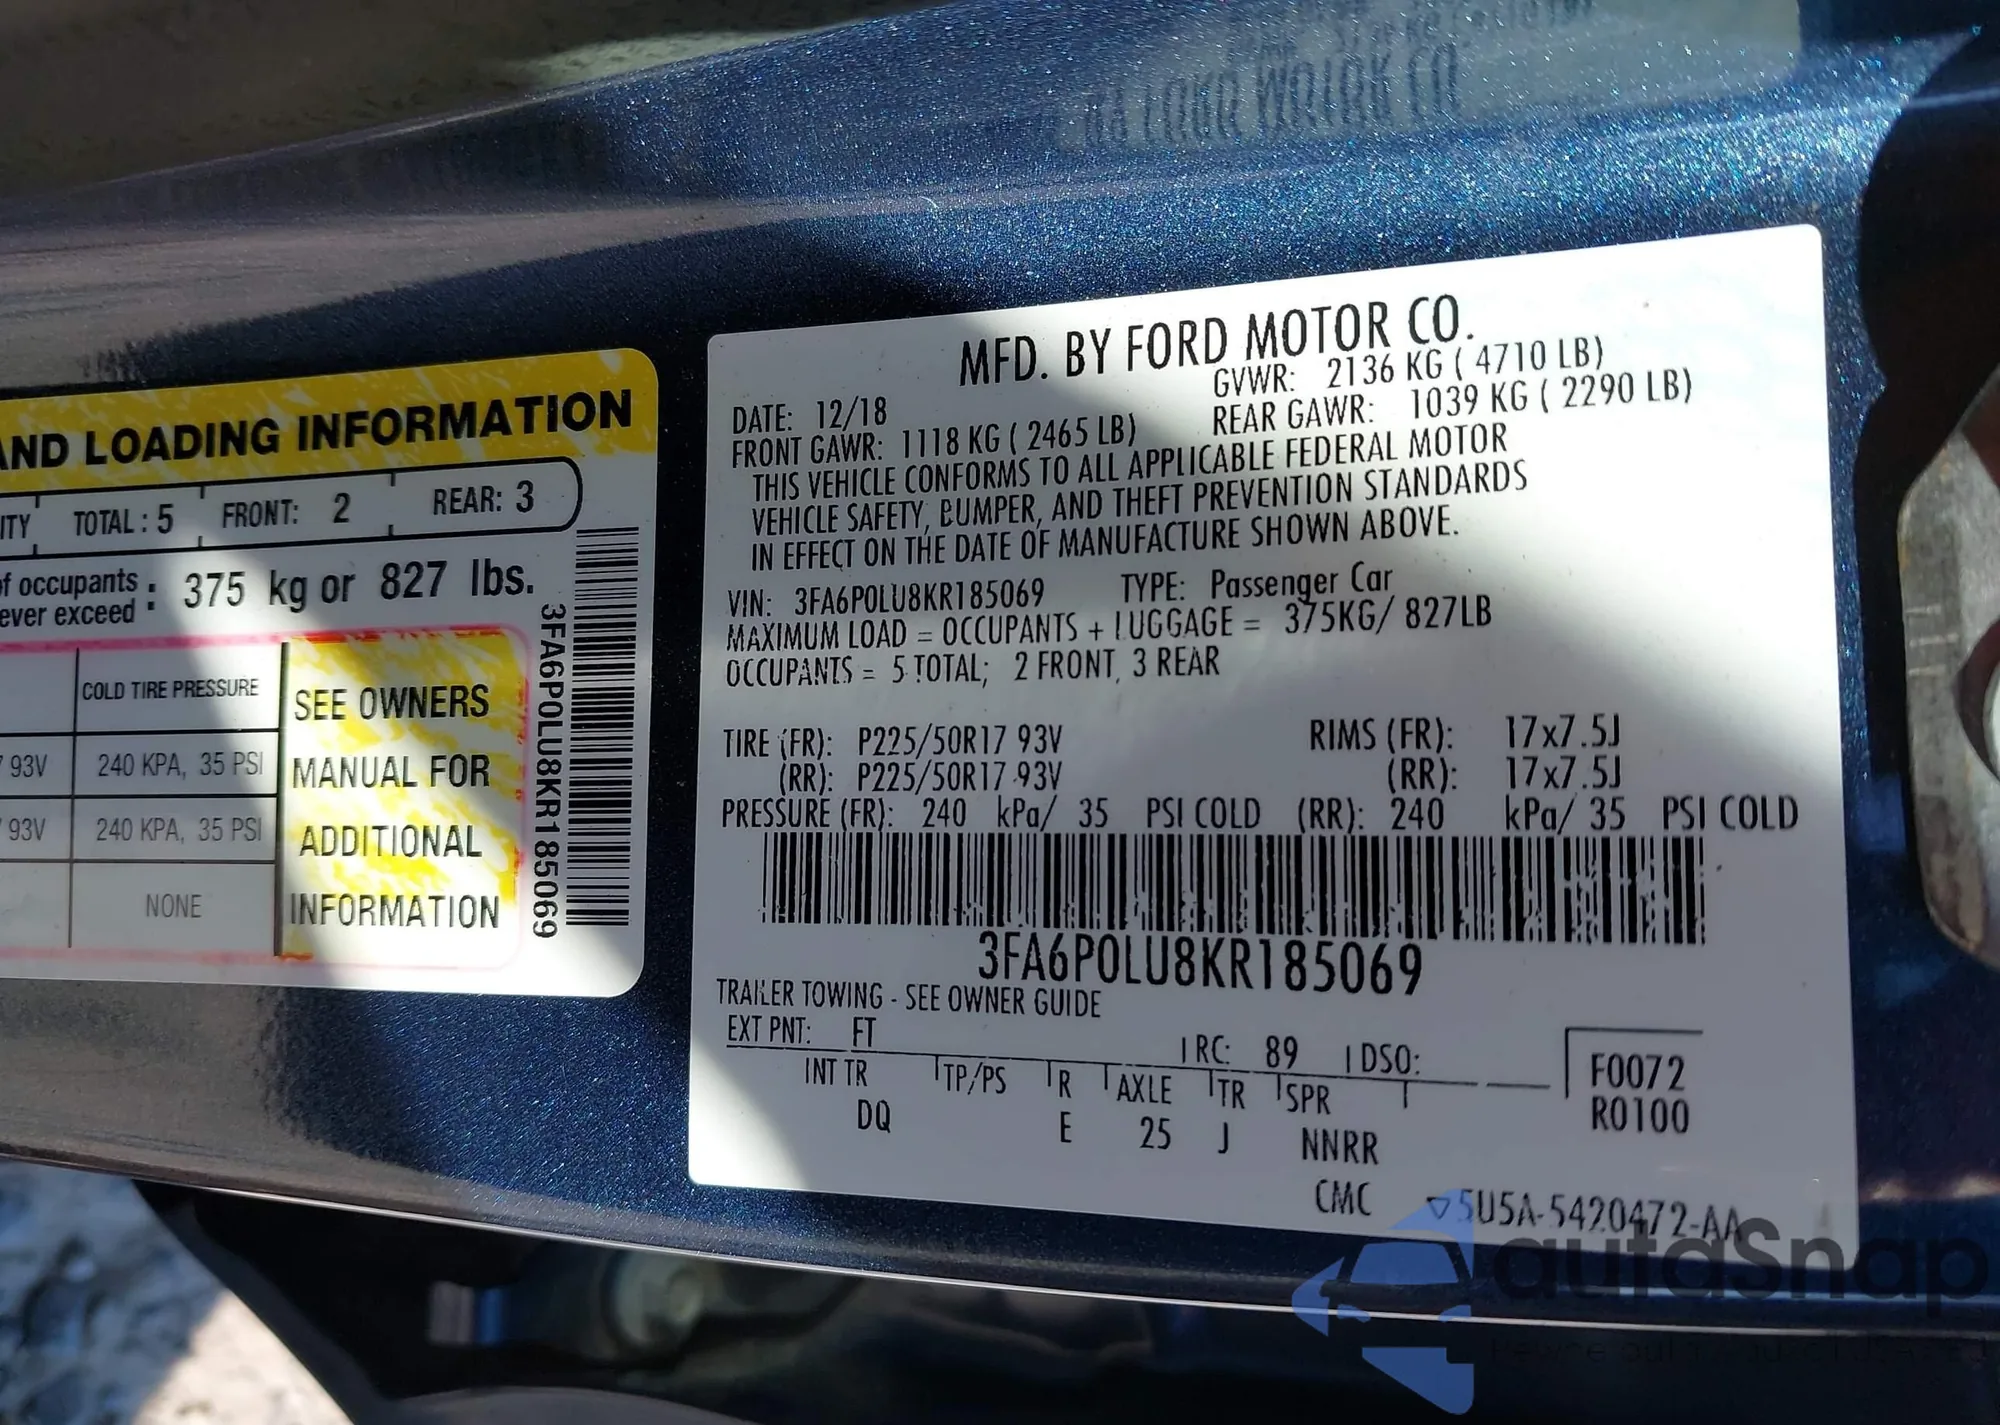 AND LOADING INFORMATION
ITY TOTAL : 5 FRONT: 2 REAR: 3
of occupants : 375 kg or 827 lbs.
ever exceed
COLD TIRE PRESSURE
93V 240 KPA, 35 PSI
93V 240 KPA, 35 PSI
NONE
SEE OWNERS
MANUAL FOR
ADDITIONAL
INFORMATION
3FA6P0LU8KR185069
MFD. BY FORD MOTOR CO.
DATE: 12/18 GVWR: 2136 KG ( 4710 LB)
FRONT GAWR: 1118 KG ( 2465 LB) REAR GAWR: 1039 KG ( 2290 LB)
THIS VEHICLE CONFORMS TO ALL APPLICABLE FEDERAL MOTOR
VEHICLE SAFETY, BUMPER, AND THEFT PREVENTION STANDARDS
IN EFFECT ON THE DATE OF MANUFACTURE SHOWN ABOVE.
VIN: 3FA6P0LU8KR185069 TYPE: Passenger Car
MAXIMUM LOAD = OCCUPANTS + LUGGAGE = 375KG/ 827LB
OCCUPANTS = 5 TOTAL; 2 FRONT, 3 REAR
TIRE (FR): P225/50R17 93V RIMS (FR): 17x7.5J
(RR): P225/50R17 93V (RR): 17x7.5J
PRESSURE (FR): 240 kPa/ 35 PSI COLD (RR): 240 kPa/ 35 PSI COLD
3FA6P0LU8KR185069
TRAILER TOWING - SEE OWNER GUIDE
EXT PNT: FT RC: 89 DSO: F0072
INT TR TP/PS R AXLE TR SPR R0100
DQ E 25 J NNRR
CMC ▽5U5A-5420472-AA
autaSnap